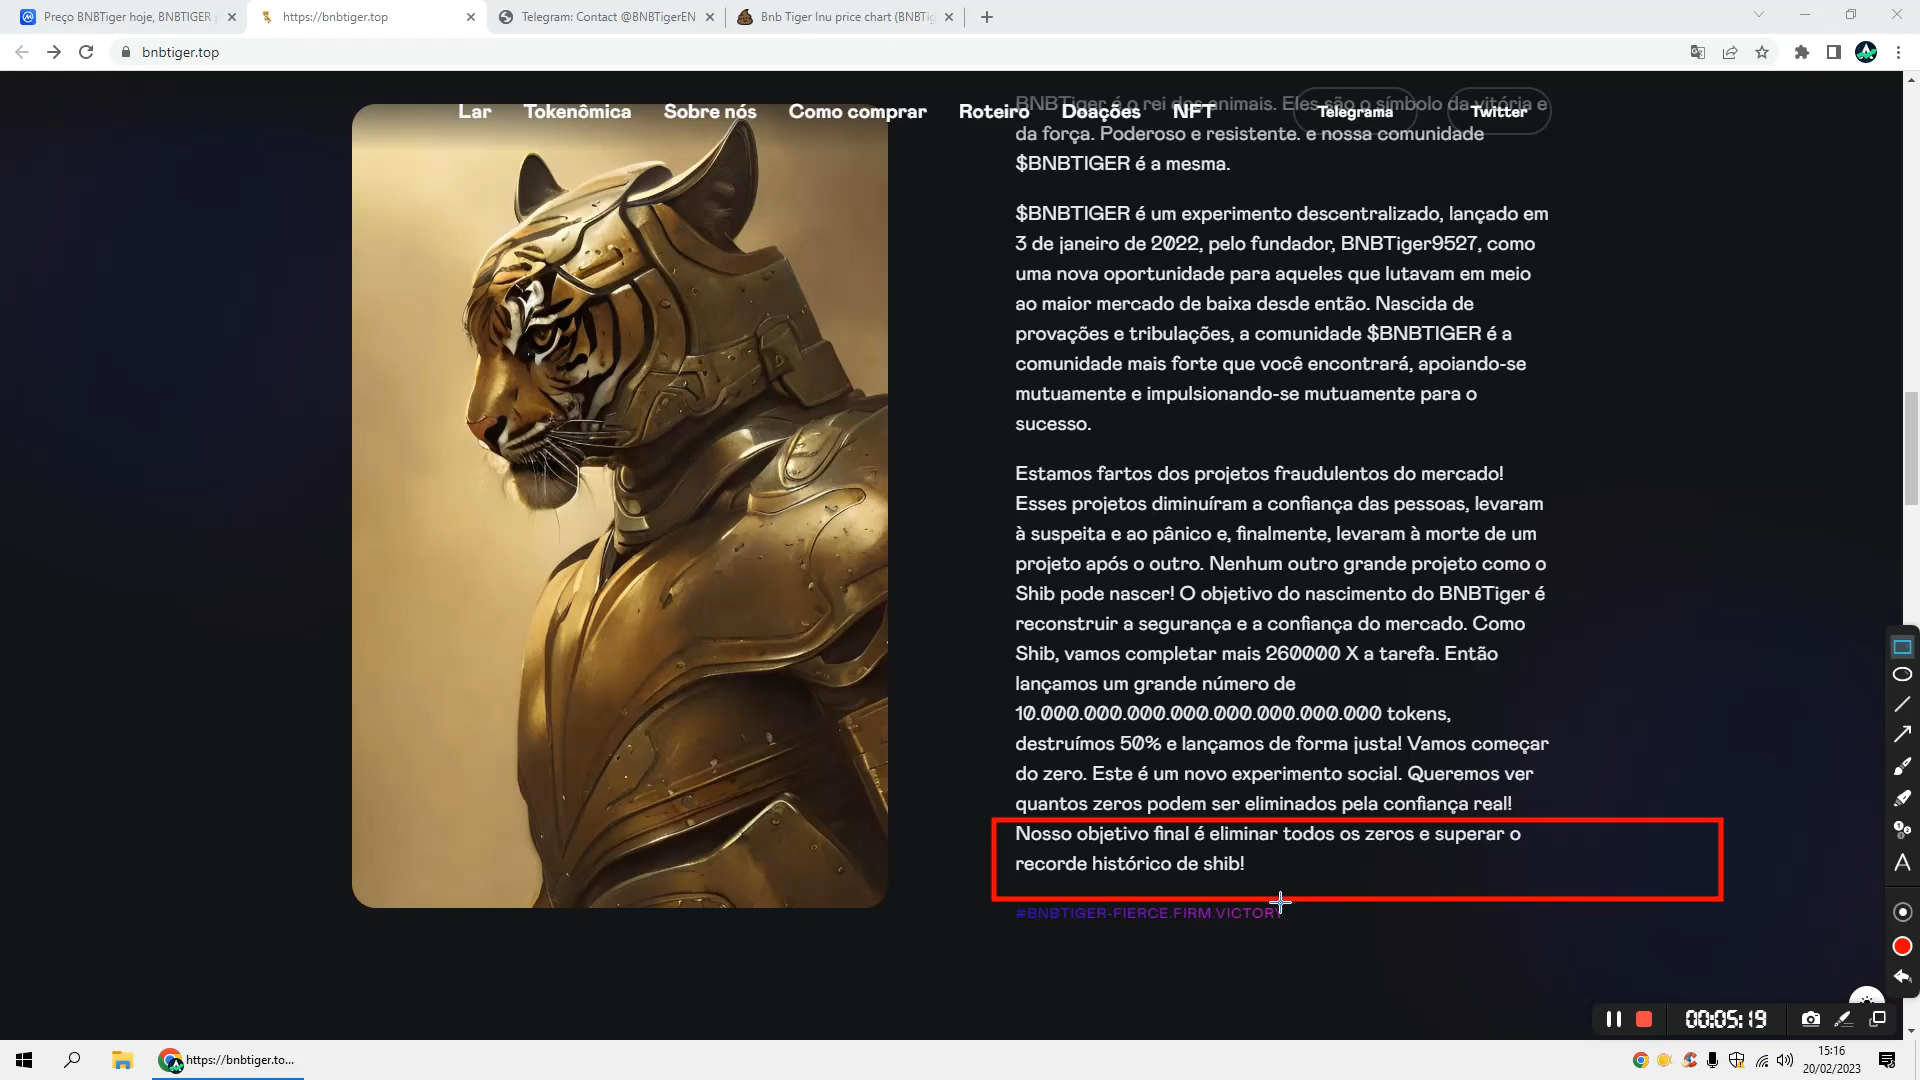 Preço BNBTiger hoje, BNBTIGER
https://bnbtiger.top
Telegram: Contact @BNBTigerEN
Bnb Tiger Inu price chart (BNBTig
bnbtiger.top
Lar
Tokenômica
Sobre nós
Como comprar
Roteiro
Doações
NFT
Telegrama
Twitter
BNBTiger é o rei dos animais. Eles são o símbolo da vitória e
da força. Poderoso e resistente. e nossa comunidade
$BNBTIGER é a mesma.
$BNBTIGER é um experimento descentralizado, lançado em
3 de janeiro de 2022, pelo fundador, BNBTiger9527, como
uma nova oportunidade para aqueles que lutavam em meio
ao maior mercado de baixa desde então. Nascida de
provações e tribulações, a comunidade $BNBTIGER é a
comunidade mais forte que você encontrará, apoiando-se
mutuamente e impulsionando-se mutuamente para o
sucesso.
Estamos fartos dos projetos fraudulentos do mercado!
Esses projetos diminuíram a confiança das pessoas, levaram
à suspeita e ao pânico e, finalmente, levaram à morte de um
projeto após o outro. Nenhum outro grande projeto como o
Shib pode nascer! O objetivo do nascimento do BNBTiger é
reconstruir a segurança e a confiança do mercado. Como
Shib, vamos completar mais 260000 X a tarefa. Então
lançamos um grande número de
10.000.000.000.000.000.000.000.000 tokens,
destruímos 50% e lançamos de forma justa! Vamos começar
do zero. Este é um novo experimento social. Queremos ver
quantos zeros podem ser eliminados pela confiança real!
Nosso objetivo final é eliminar todos os zeros e superar o
recorde histórico de shib!
#BNBTIGER-FIERCE.FIRM.VICTORY
00:05:19
https://bnbtiger.to...
15:16
20/02/2023